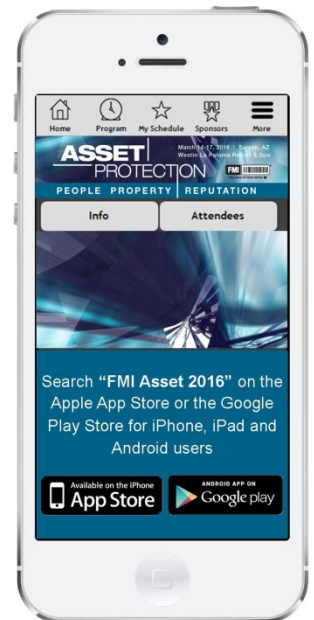 Home Program My Schedule Sponsors More
ASSET PROTECTION
March 14-17, 2016 | Tucson, AZ
Westin La Paloma Resort & Spa
FMI
PEOPLE PROPERTY REPUTATION
Info Attendees
Search “FMI Asset 2016” on the
Apple App Store or the Google
Play Store for iPhone, iPad and
Android users
Available on the iPhone
App Store
ANDROID APP ON
Google play